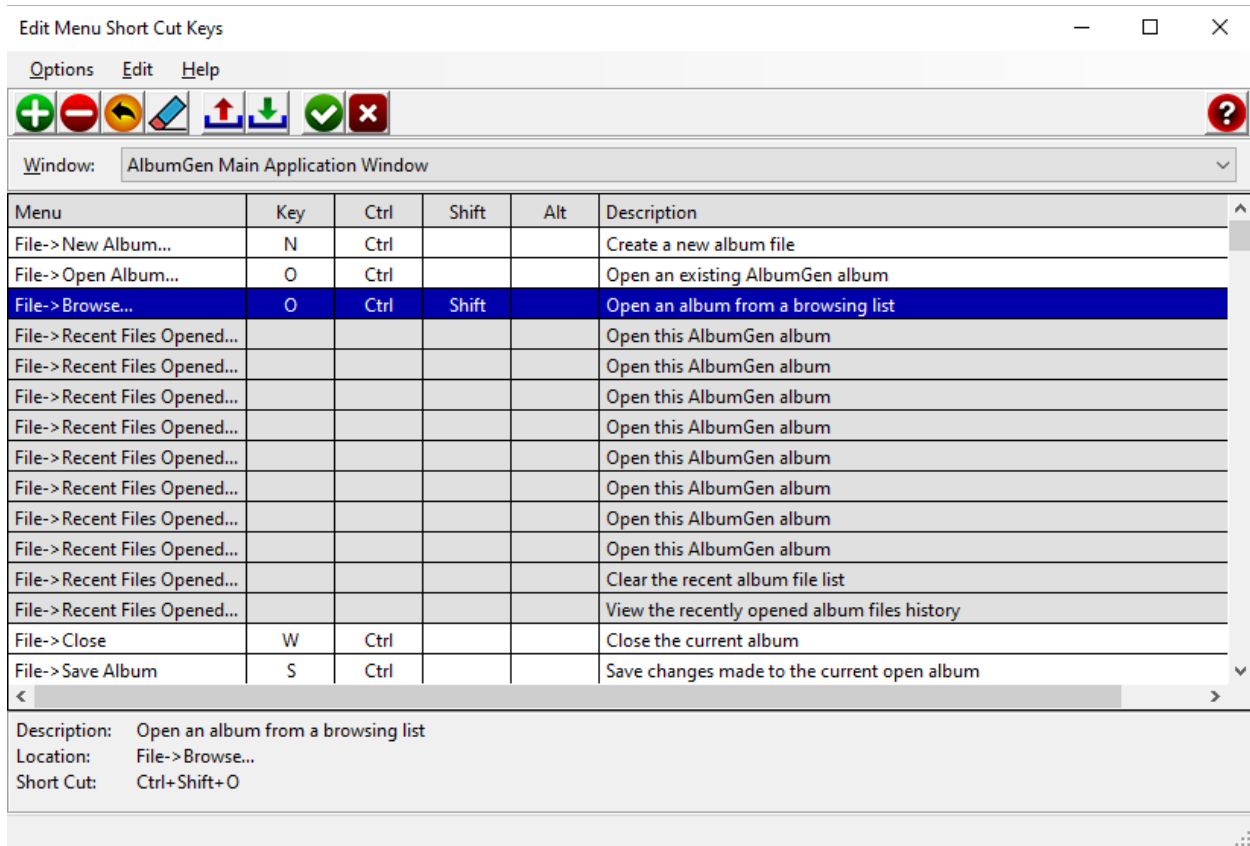 Edit Menu Short Cut Keys
Options Edit Help
Window: AlbumGen Main Application Window
Menu Key Ctrl Shift Alt Description
File->New Album... N Ctrl Create a new album file
File->Open Album... O Ctrl Open an existing AlbumGen album
File->Browse... O Ctrl Shift Open an album from a browsing list
File->Recent Files Opened... Open this AlbumGen album
File->Recent Files Opened... Open this AlbumGen album
File->Recent Files Opened... Open this AlbumGen album
File->Recent Files Opened... Open this AlbumGen album
File->Recent Files Opened... Open this AlbumGen album
File->Recent Files Opened... Open this AlbumGen album
File->Recent Files Opened... Open this AlbumGen album
File->Recent Files Opened... Open this AlbumGen album
File->Recent Files Opened... Clear the recent album file list
File->Recent Files Opened... View the recently opened album files history
File->Close W Ctrl Close the current album
File->Save Album S Ctrl Save changes made to the current open album
Description: Open an album from a browsing list
Location: File->Browse...
Short Cut: Ctrl+Shift+O